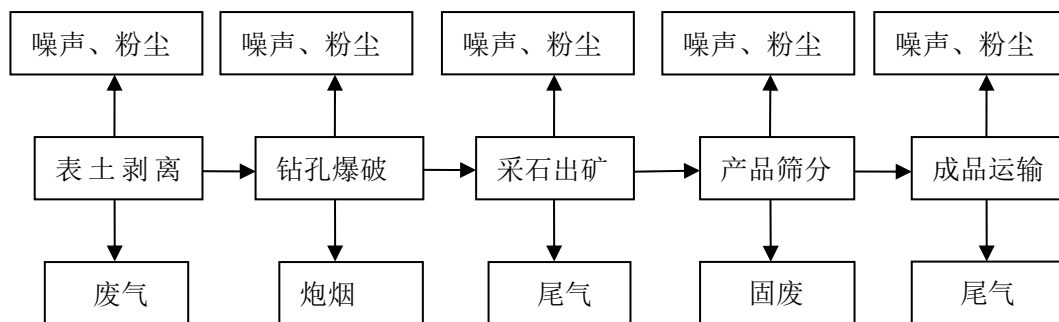 噪声、粉尘
噪声、粉尘
噪声、粉尘
噪声、粉尘
噪声、粉尘
表土剥离
钻孔爆破
采石出矿
产品筛分
成品运输
废气
炮烟
尾气
固废
尾气